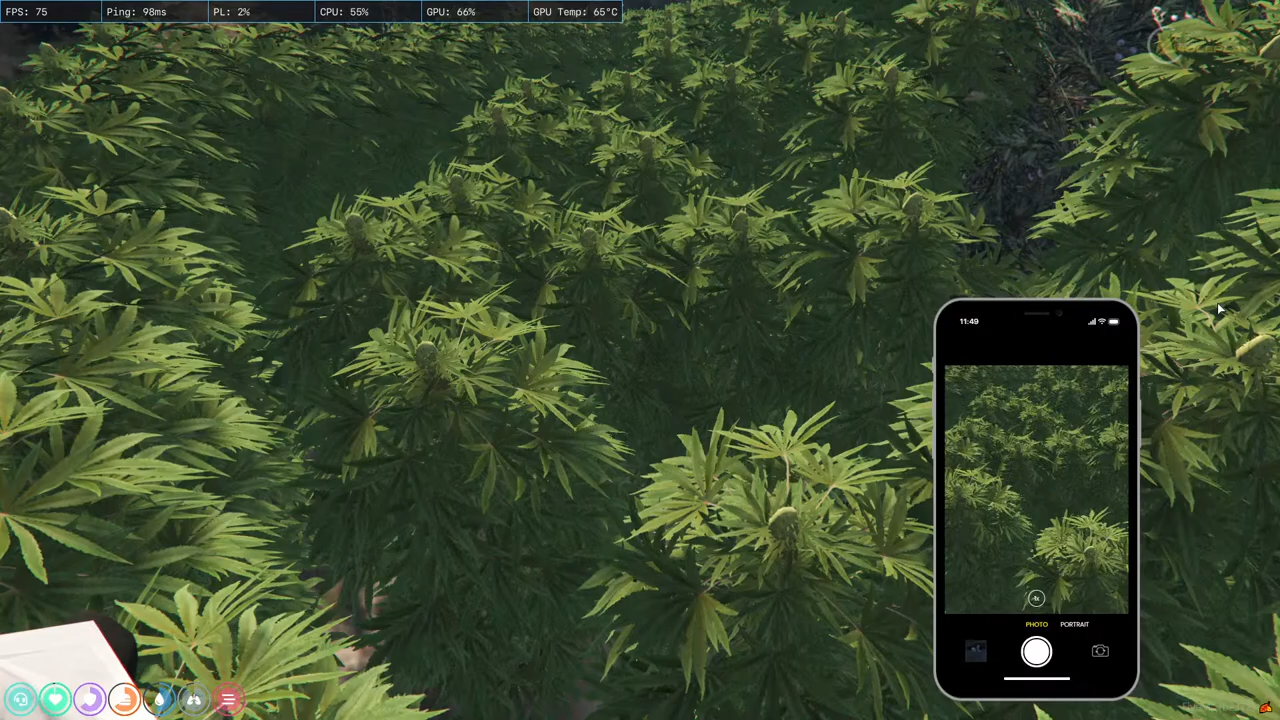 FPS: 75 Ping: 98ms PL: 2% CPU: 55% GPU: 66% GPU Temp: 65°C
11:49
PHOTO PORTRAIT